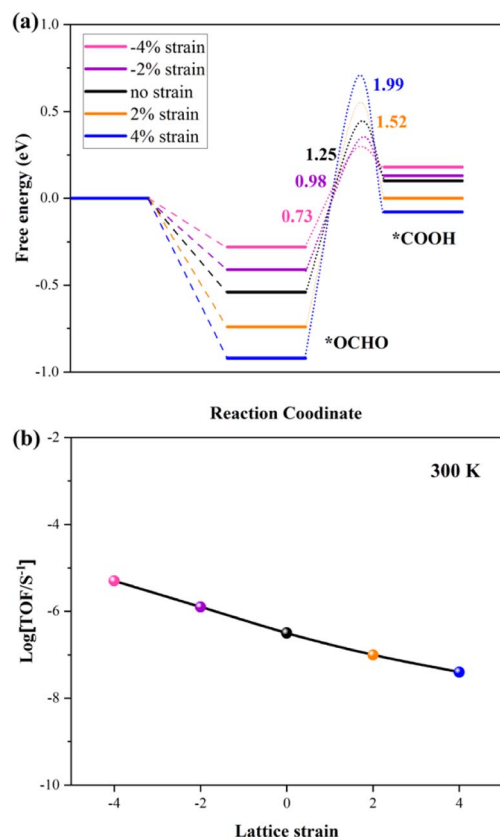 (a)
-4% strain
-2% strain
no strain
2% strain
4% strain
1.99
1.52
1.25
0.98
0.73
*COOH
*OCHO
1.0
0.5
0.0
-0.5
-1.0
Free energy (eV)
Reaction Coodinate
(b)
300 K
-2
-4
-6
-8
-10
Log[TOF/S⁻¹]
-4 -2 0 2 4
Lattice strain